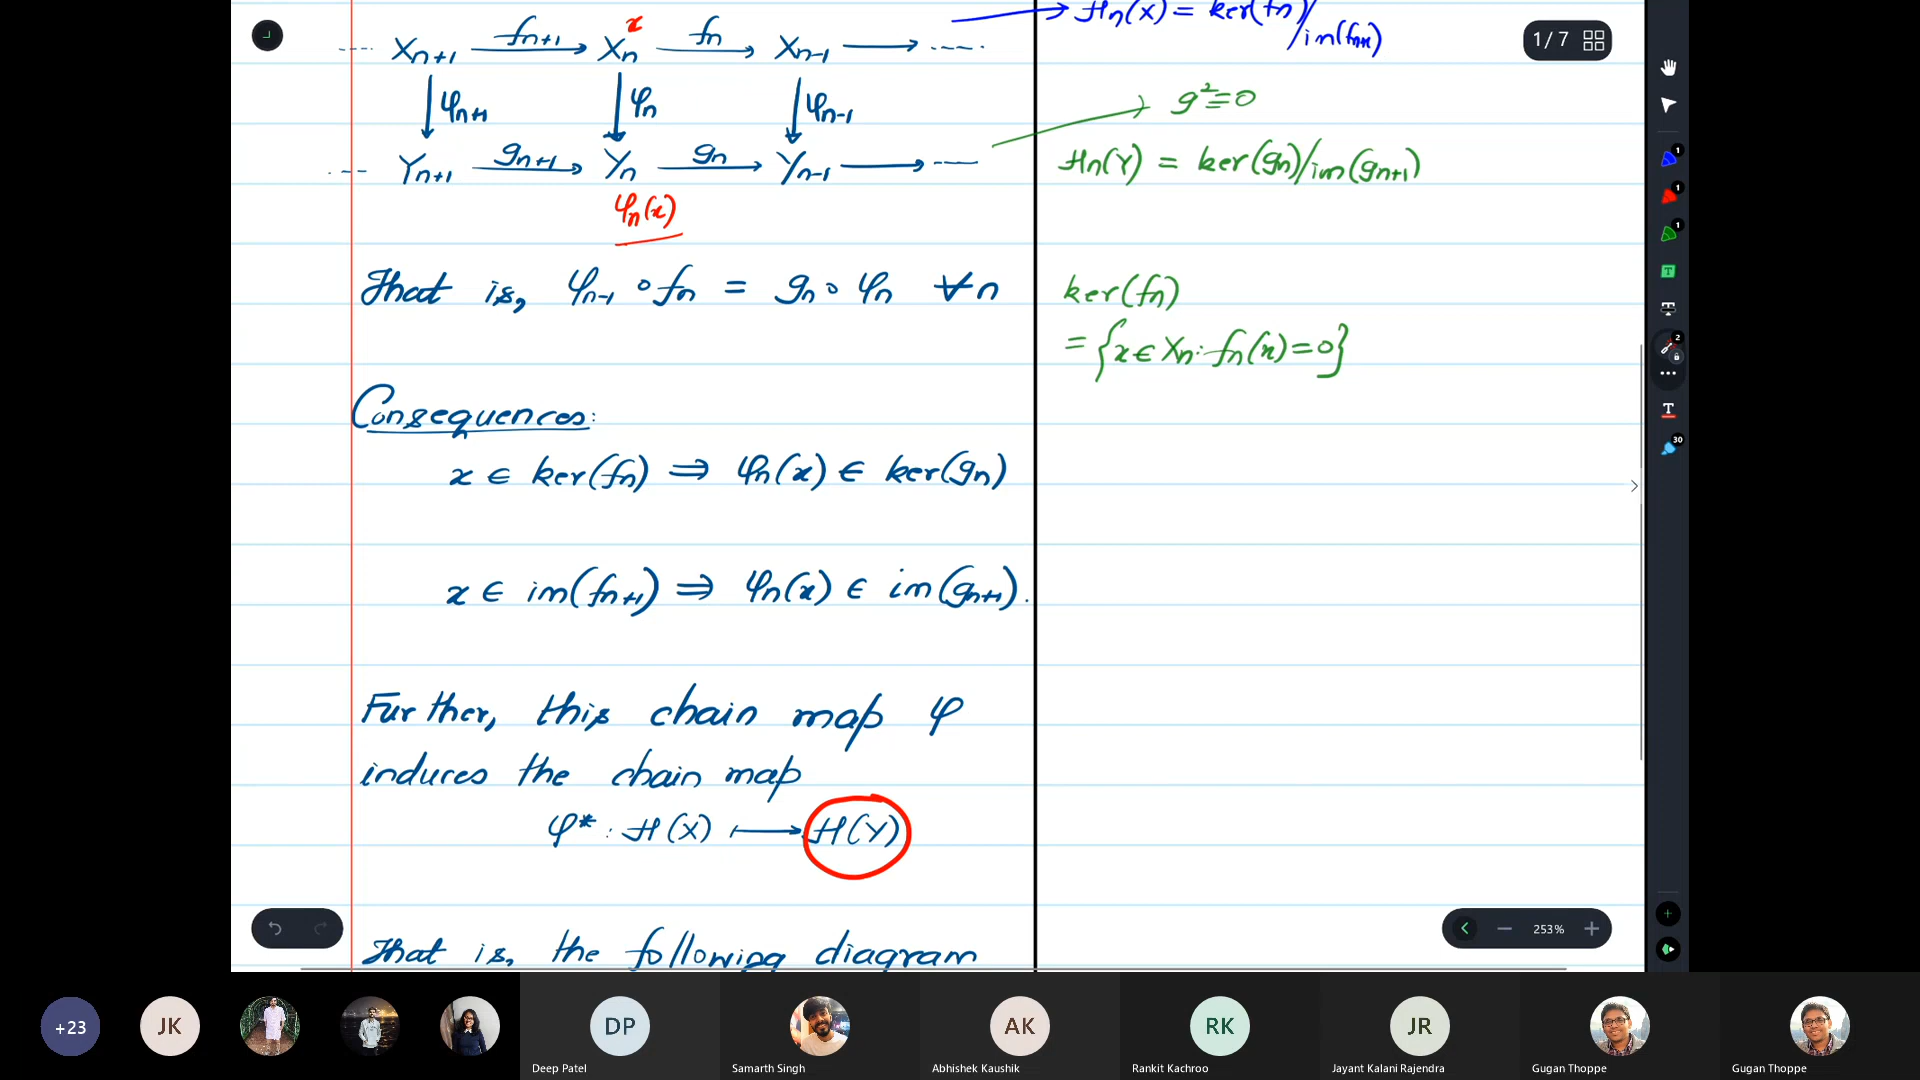 Hn(X) = ker(fn)/im(fn+1)
1/7
x
---- Xn+1 fn+1 Xn fn Xn-1 ----
φn+1 φn φn-1
g² = 0
--- Yn+1 gn+1 Yn gn Yn-1 ----
Hn(Y) = ker(gn)/im(gn+1)
φn(x)
That is, φn-1 ∘ fn = gn ∘ φn ∀n
ker(fn)
= {x ∈ Xn : fn(x) = 0}
Consequences:
x ∈ ker(fn) ⇒ φn(x) ∈ ker(gn)
x ∈ im(fn+1) ⇒ φn(x) ∈ im(gn+1).
Further, this chain map φ
induces the chain map
φ* : H(X) ⟼ H(Y)
That is, the following diagram
253%
1
1
1
T
2
T
30
+23
JK
DP
AK
RK
JR
Deep Patel
Samarth Singh
Abhishek Kaushik
Rankit Kachroo
Jayant Kalani Rajendra
Gugan Thoppe
Gugan Thoppe